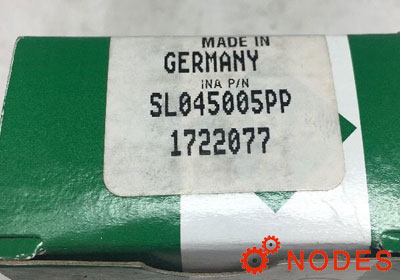 MADE IN
GERMANY
INA P/N
SL045005PP
1722077
NODES